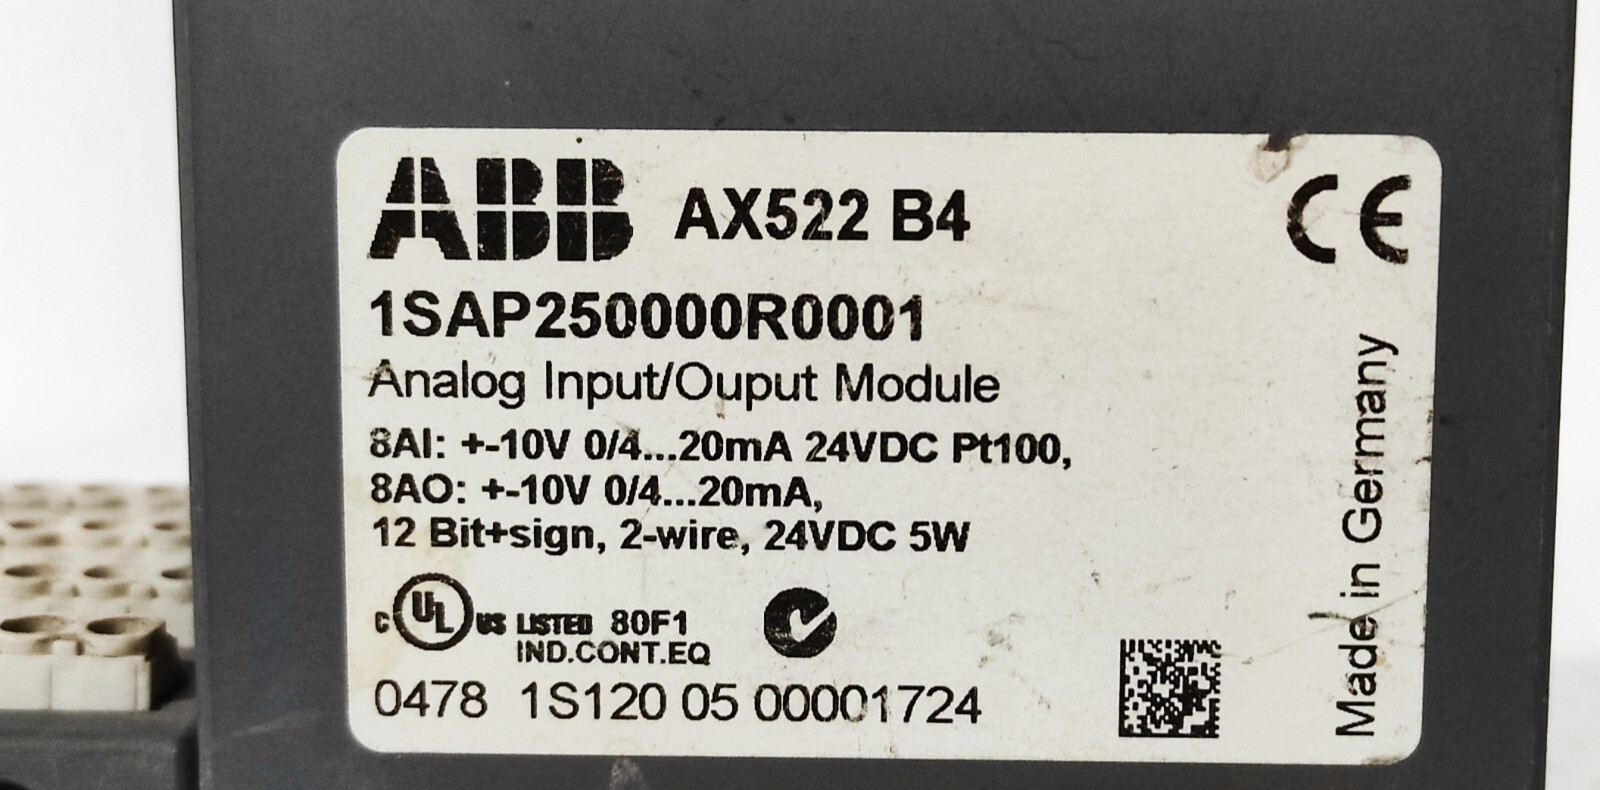 ABB AX522 B4
CE
1SAP250000R0001
Analog Input/Ouput Module
8AI: +-10V 0/4...20mA 24VDC Pt100,
8AO: +-10V 0/4...20mA,
12 Bit+sign, 2-wire, 24VDC 5W
c UL us LISTED 80F1
IND.CONT.EQ
0478 1S120 05 00001724
Made in Germany